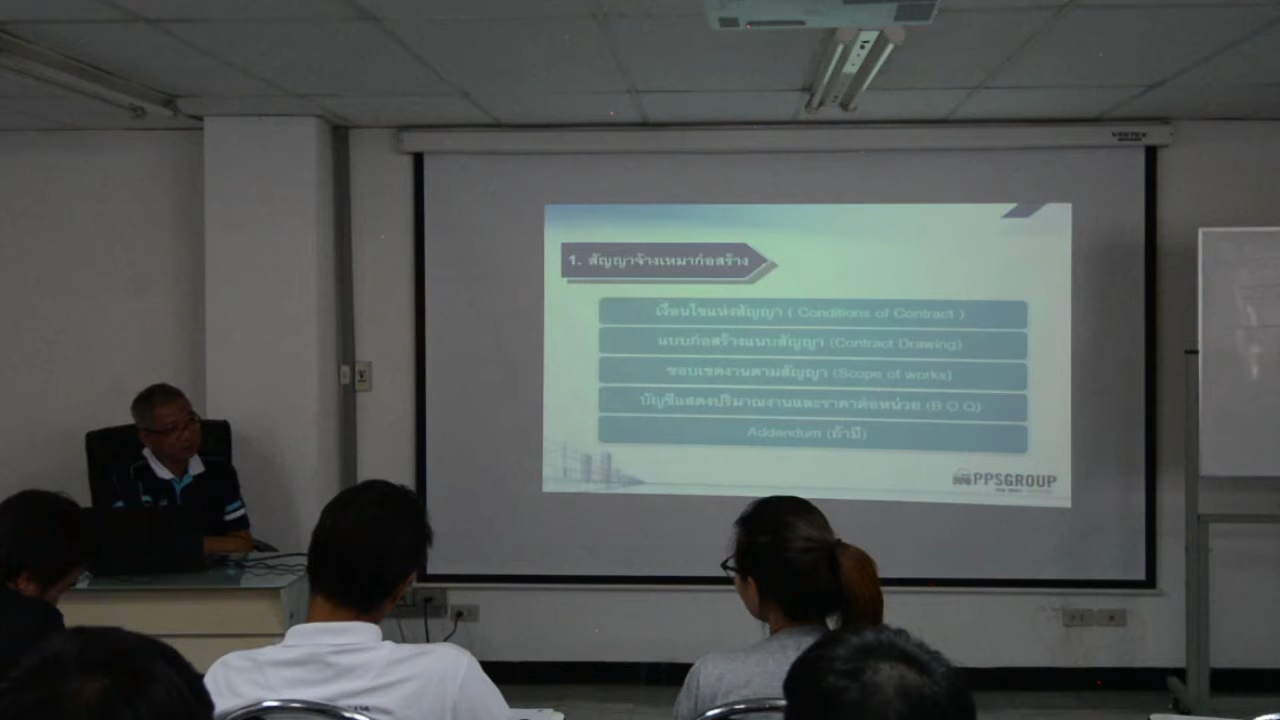 VERTEX
1. สัญญาจ้างเหมาก่อสร้าง
เงื่อนไขแห่งสัญญา ( Conditions of Contract )
แบบก่อสร้างแนบสัญญา (Contract Drawing)
ขอบเขตงานตามสัญญา (Scope of works)
บัญชีแสดงปริมาณงานและราคาต่อหน่วย (B O Q)
Addendum (ถ้ามี)
PPSGROUP